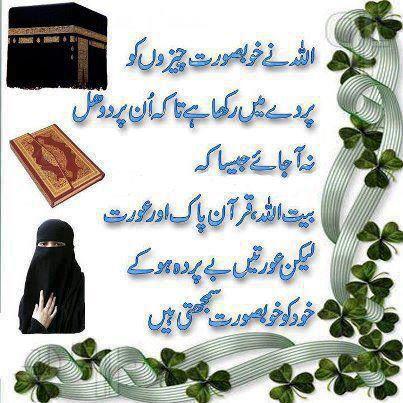 اللہ نے خوبصورت چیزوں کو
پردے میں رکھا ہے تاکہ اُن پر دھول
نہ آجائے جیسا کہ
بیت اللہ، قرآن پاک اور عورت
لیکن عورتیں بے پردہ ہو کے
خود کو خوبصورت سمجھتی ہیں